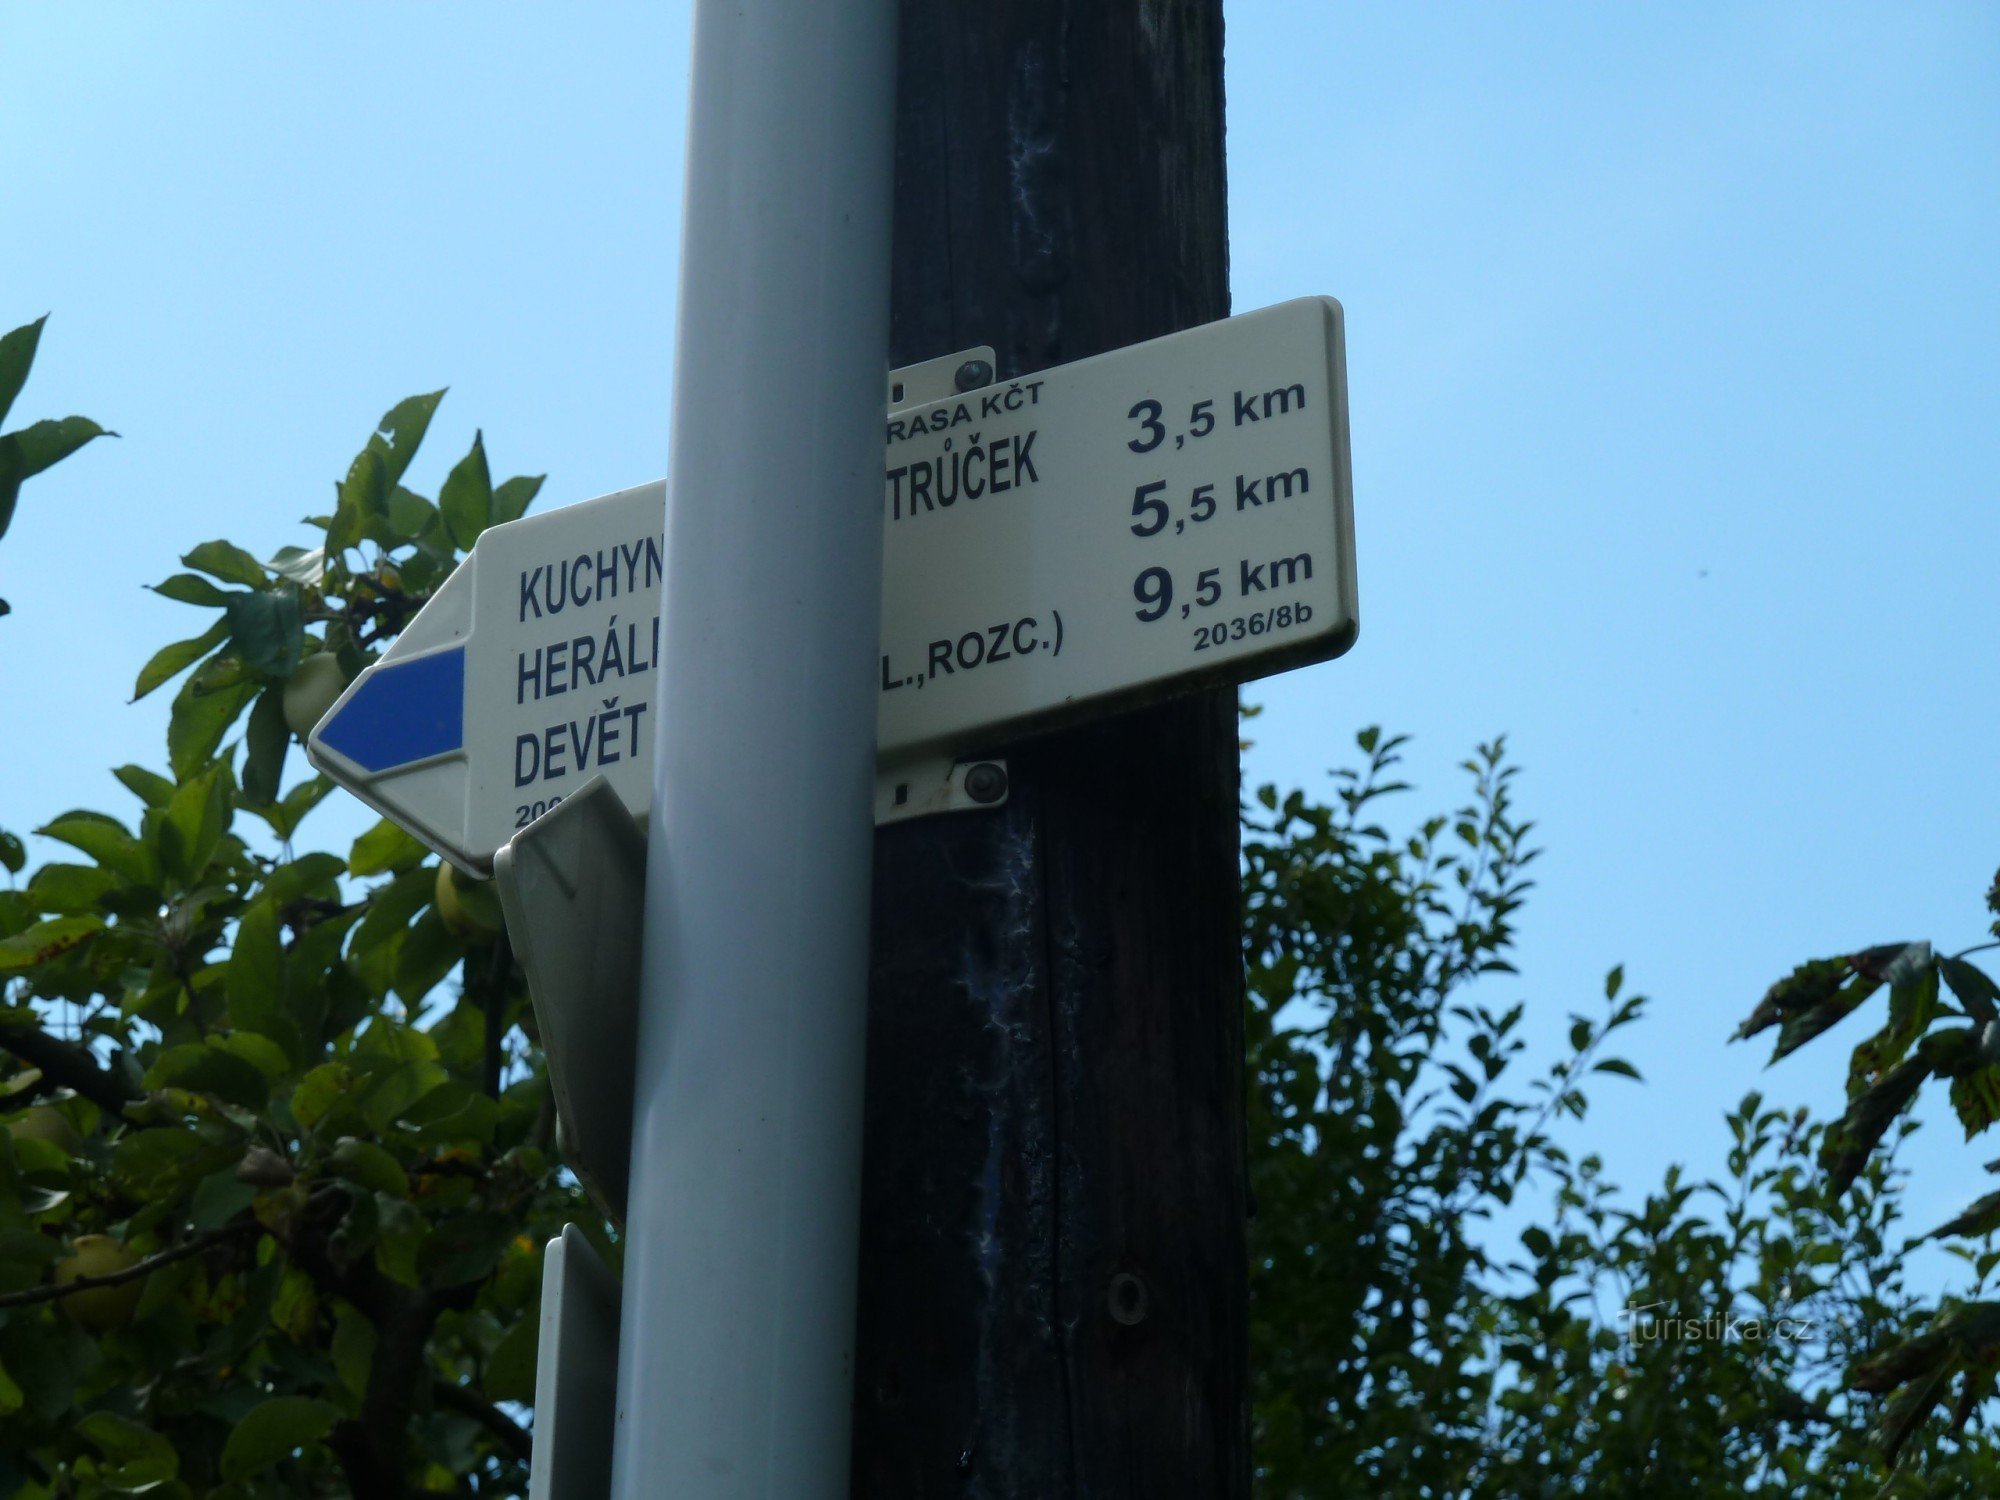 RASA KČT
KUCHYN TRŮČEK 3,5 km
HERÁL 5,5 km
DEVĚT L.,ROZC.) 9,5 km
200 2036/8b
Turistika.cz